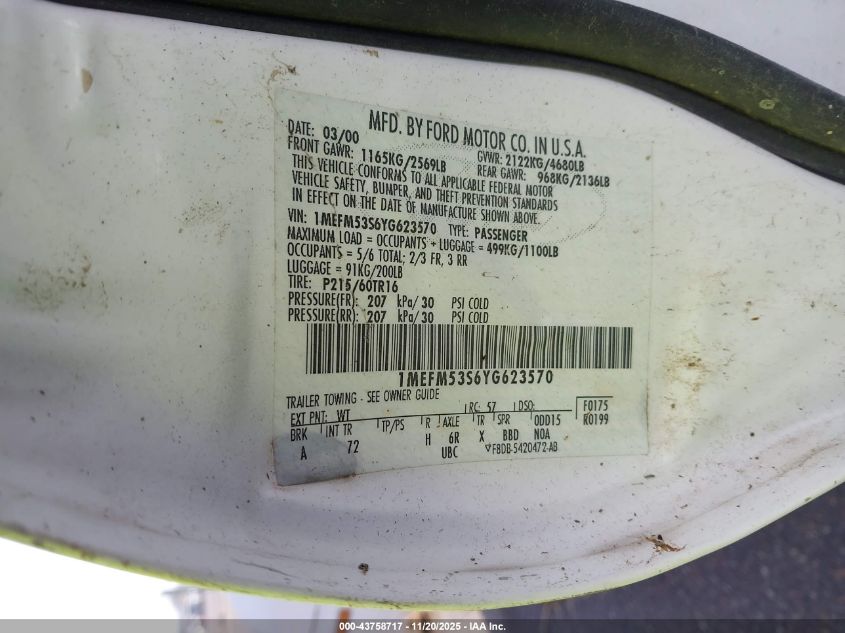 MFD. BY FORD MOTOR CO. IN U.S.A.
DATE: 03/00 GVWR: 2122KG/4680LB
FRONT GAWR: 1165KG/2569LB REAR GAWR: 968KG/2136LB
THIS VEHICLE CONFORMS TO ALL APPLICABLE FEDERAL MOTOR
VEHICLE SAFETY, BUMPER, AND THEFT PREVENTION STANDARDS
IN EFFECT ON THE DATE OF MANUFACTURE SHOWN ABOVE.
VIN: 1MEFM53S6YG623570 TYPE: PASSENGER
MAXIMUM LOAD = OCCUPANTS + LUGGAGE = 499KG/1100LB
OCCUPANTS = 5/6 TOTAL; 2/3 FR, 3 RR
LUGGAGE = 91KG/200LB
TIRE: P215/60TR16
PRESSURE(FR): 207 kPa/ 30 PSI COLD
PRESSURE(RR): 207 kPa/ 30 PSI COLD
1MEFM53S6YG623570
TRAILER TOWING - SEE OWNER GUIDE
EXT PNT: WT RC: 57 DSO: F0175
BRK INT TR TP/PS R AXLE TR SPR 0DD15 R0199
A 72 H 6R X BBD NOA
UBC FBDB-5420472-AB
000-43758717 - 11/20/2025 - IAA Inc.